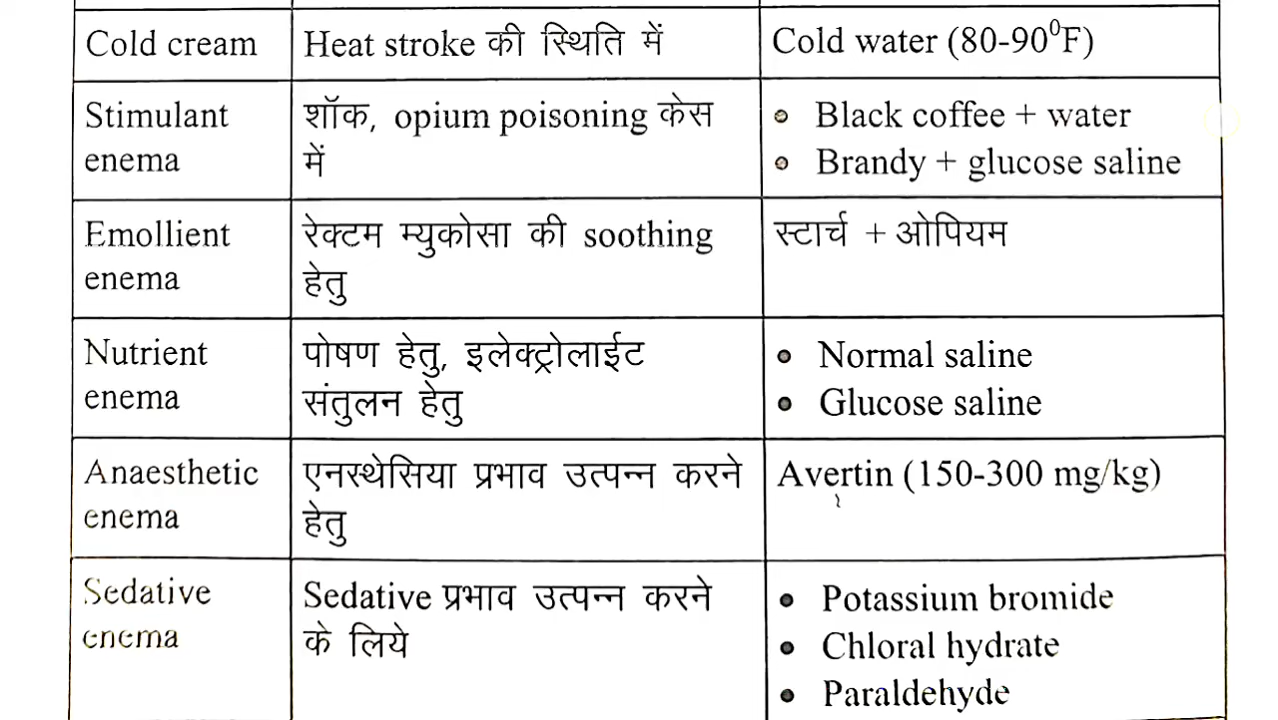 Cold cream
Heat stroke की स्थिति में
Cold water (80-90⁰F)
Stimulant
enema
शॉक, opium poisoning केस
में
Black coffee + water
Brandy + glucose saline
Emollient
enema
रेक्टम म्युकोसा की soothing
हेतु
स्टार्च + ओपियम
Nutrient
enema
पोषण हेतु, इलेक्ट्रोलाईट
संतुलन हेतु
Normal saline
Glucose saline
Anaesthetic
enema
एनस्थेसिया प्रभाव उत्पन्न करने
हेतु
Avertin (150-300 mg/kg)
Sedative
enema
Sedative प्रभाव उत्पन्न करने
के लिये
Potassium bromide
Chloral hydrate
Paraldehyde